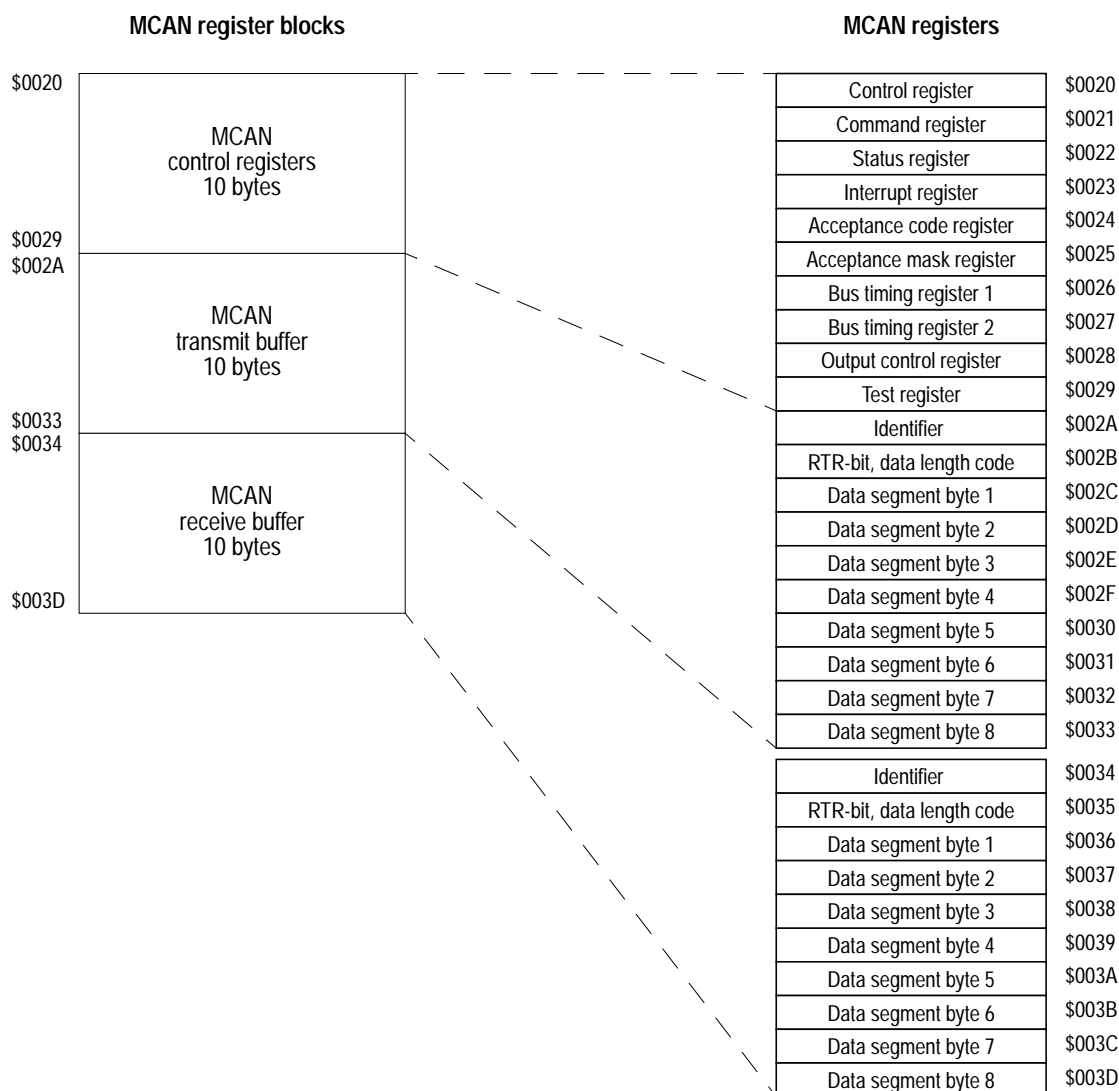 MCAN register blocks
MCAN registers
$0020
MCAN
control registers
10 bytes
$0029
$002A
MCAN
transmit buffer
10 bytes
$0033
$0034
MCAN
receive buffer
10 bytes
$003D
Control register $0020
Command register $0021
Status register $0022
Interrupt register $0023
Acceptance code register $0024
Acceptance mask register $0025
Bus timing register 1 $0026
Bus timing register 2 $0027
Output control register $0028
Test register $0029
Identifier $002A
RTR-bit, data length code $002B
Data segment byte 1 $002C
Data segment byte 2 $002D
Data segment byte 3 $002E
Data segment byte 4 $002F
Data segment byte 5 $0030
Data segment byte 6 $0031
Data segment byte 7 $0032
Data segment byte 8 $0033
Identifier $0034
RTR-bit, data length code $0035
Data segment byte 1 $0036
Data segment byte 2 $0037
Data segment byte 3 $0038
Data segment byte 4 $0039
Data segment byte 5 $003A
Data segment byte 6 $003B
Data segment byte 7 $003C
Data segment byte 8 $003D